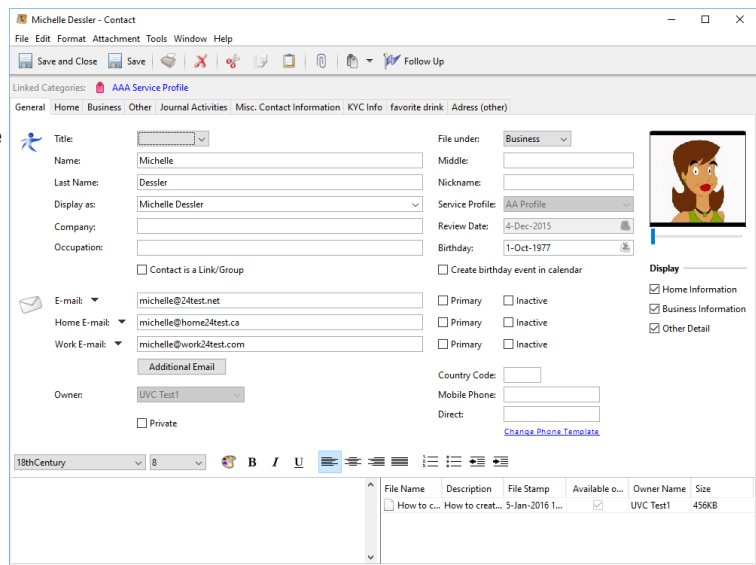 Michelle Dessler - Contact
File Edit Format Attachment Tools Window Help
Save and Close Save Follow Up
Linked Categories: AAA Service Profile
General Home Business Other Journal Activities Misc. Contact Information KYC Info favorite drink Adress (other)
Title: File under: Business
Name: Michelle Middle:
Last Name: Dessler Nickname:
Display as: Michelle Dessler Service Profile: AA Profile
Company: Review Date: 4-Dec-2015
Occupation: Birthday: 1-Oct-1977
Contact is a Link/Group Create birthday event in calendar Display
Home Information
E-mail: michelle@24test.net Primary Inactive
Business Information
Home E-mail: michelle@home24test.ca Primary Inactive
Other Detail
Work E-mail: michelle@work24test.com Primary Inactive
Additional Email
Country Code:
Owner: UVC Test1 Mobile Phone:
Private Direct:
Change Phone Template
18thCentury 8 B I U
File Name Description File Stamp Available o... Owner Name Size
How to c... How to creat... 5-Jan-2016 1... UVC Test1 456KB